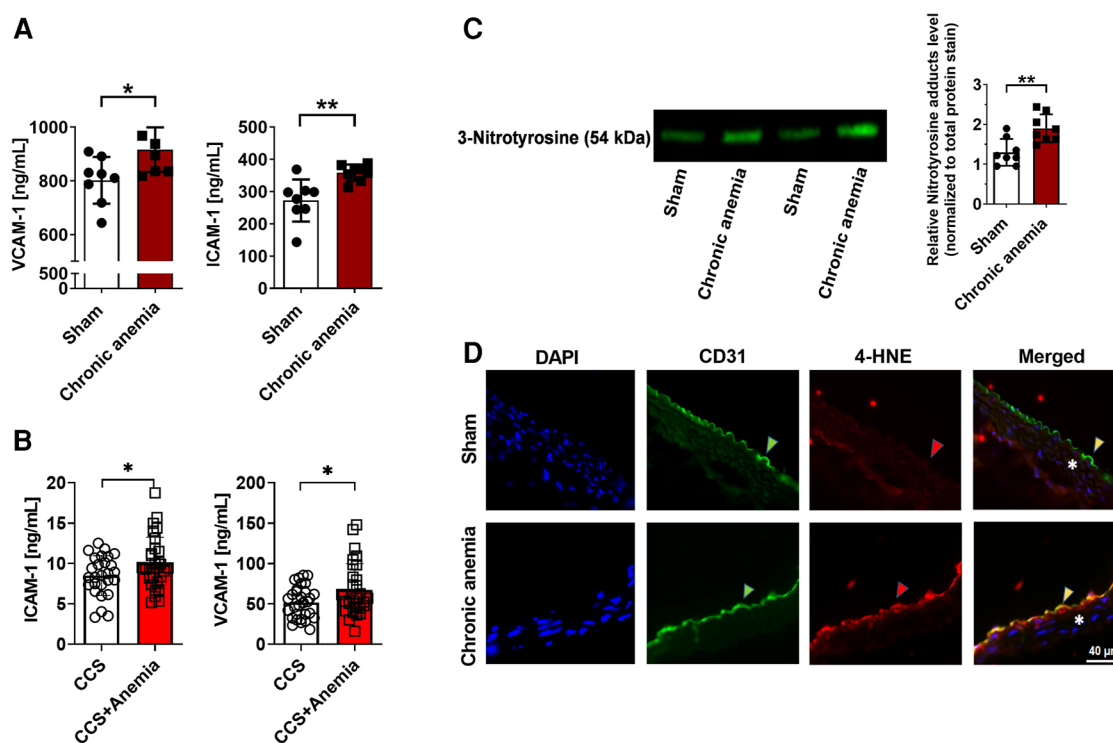 A
*
VCAM-1 [ng/mL]
1000
800
600
500
0
Sham
Chronic anemia
**
ICAM-1 [ng/mL]
500
400
300
200
100
0
Sham
Chronic anemia
B
*
ICAM-1 [ng/mL]
20
15
10
5
0
CCS
CCS+Anemia
*
VCAM-1 [ng/mL]
200
150
100
50
0
CCS
CCS+Anemia
C
3-Nitrotyrosine (54 kDa)
Sham
Chronic anemia
Sham
Chronic anemia
Relative Nitrotyrosine adducts level
(normalized to total protein stain)
**
3
2
1
0
Sham
Chronic anemia
D
DAPI
CD31
4-HNE
Merged
Sham
*
Chronic anemia
*
40 μm